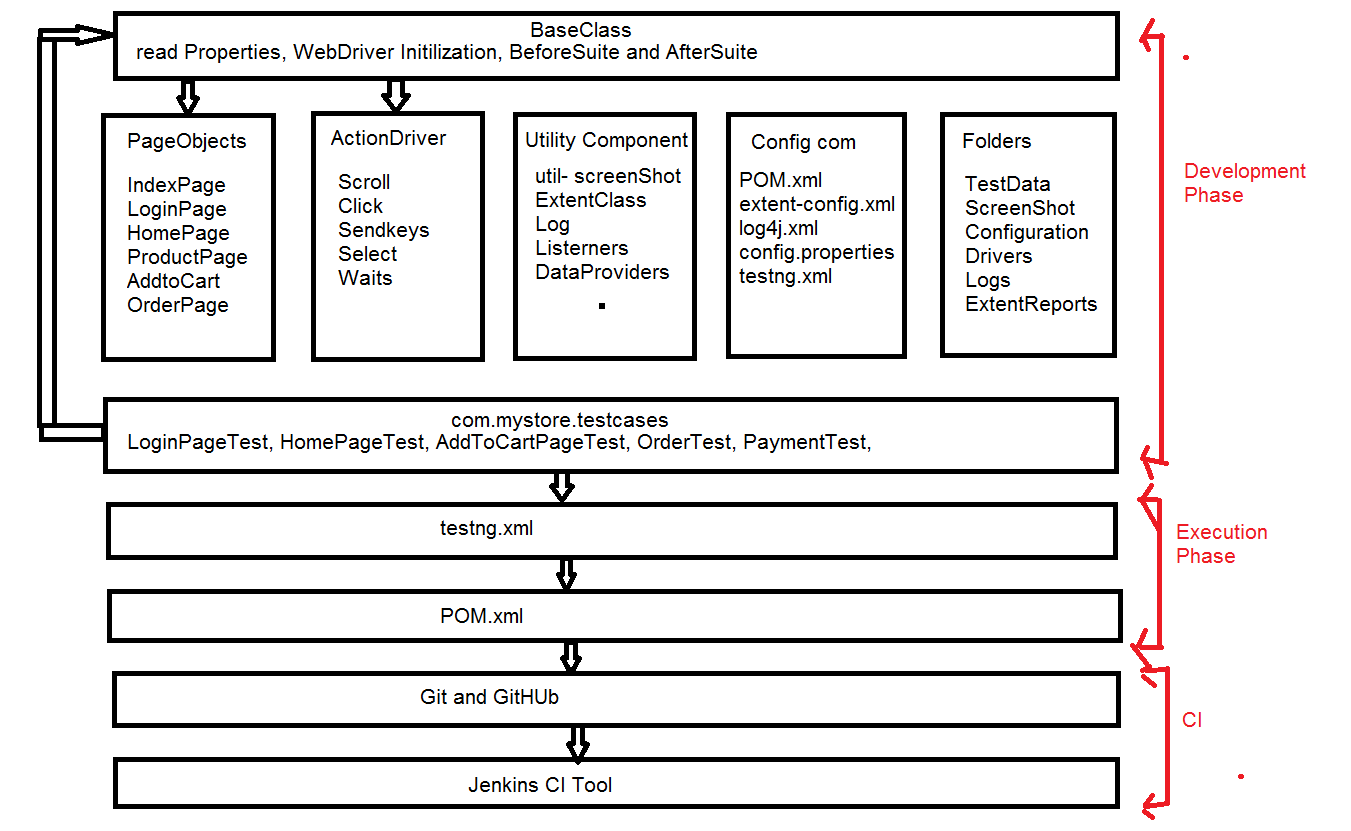 BaseClass
read Properties, WebDriver Initilization, BeforeSuite and AfterSuite
PageObjects
IndexPage
LoginPage
HomePage
ProductPage
AddtoCart
OrderPage
ActionDriver
Scroll
Click
Sendkeys
Select
Waits
Utility Component
util- screenShot
ExtentClass
Log
Listerners
DataProviders
Config com
POM.xml
extent-config.xml
log4j.xml
config.properties
testng.xml
Folders
TestData
ScreenShot
Configuration
Drivers
Logs
ExtentReports
Development
Phase
com.mystore.testcases
LoginPageTest, HomePageTest, AddToCartPageTest, OrderTest, PaymentTest,
testng.xml
POM.xml
Execution
Phase
Git and GitHUb
Jenkins CI Tool
CI